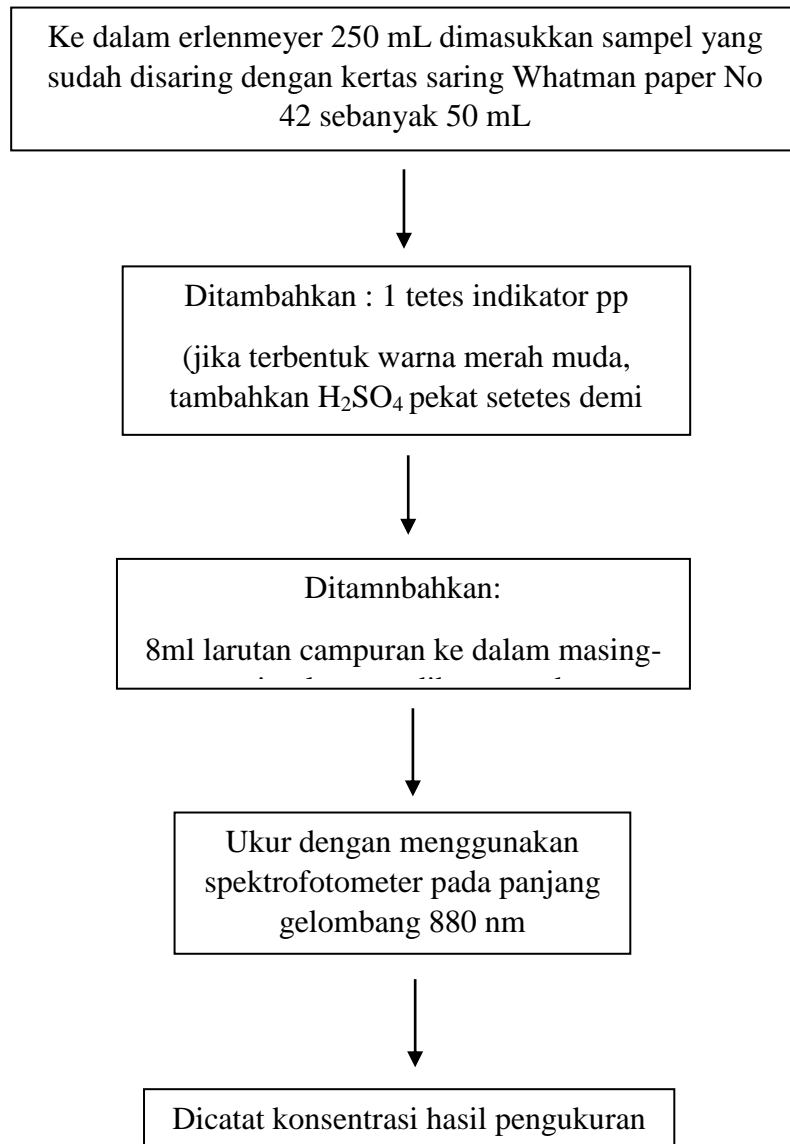 Ke dalam erlenmeyer 250 mL dimasukkan sampel yang
sudah disaring dengan kertas saring Whatman paper No
42 sebanyak 50 mL
Ditambahkan : 1 tetes indikator pp
(jika terbentuk warna merah muda,
tambahkan H₂SO₄ pekat setetes demi
Ditamnbahkan:
8ml larutan campuran ke dalam masing-
Ukur dengan menggunakan
spektrofotometer pada panjang
gelombang 880 nm
Dicatat konsentrasi hasil pengukuran